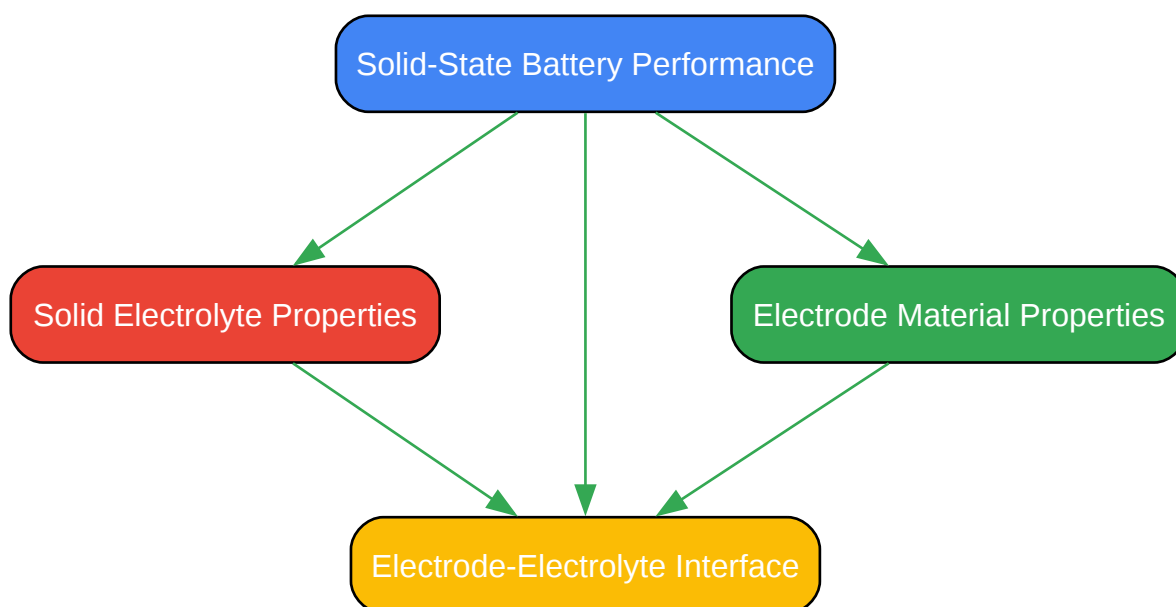 Solid-State Battery Performance
Solid Electrolyte Properties
Electrode Material Properties
Electrode-Electrolyte Interface